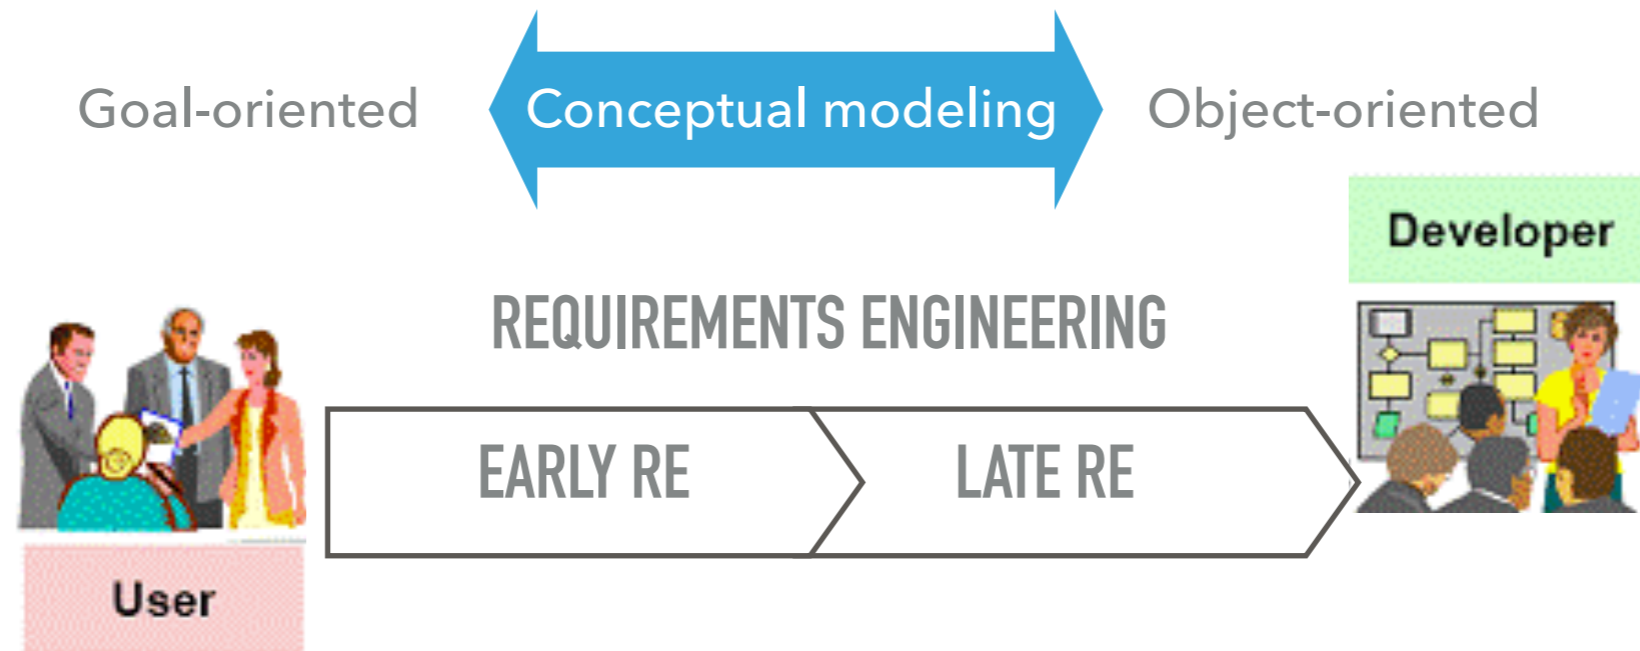 Goal-oriented
Conceptual modeling
Object-oriented
Developer
REQUIREMENTS ENGINEERING
EARLY RE
LATE RE
User